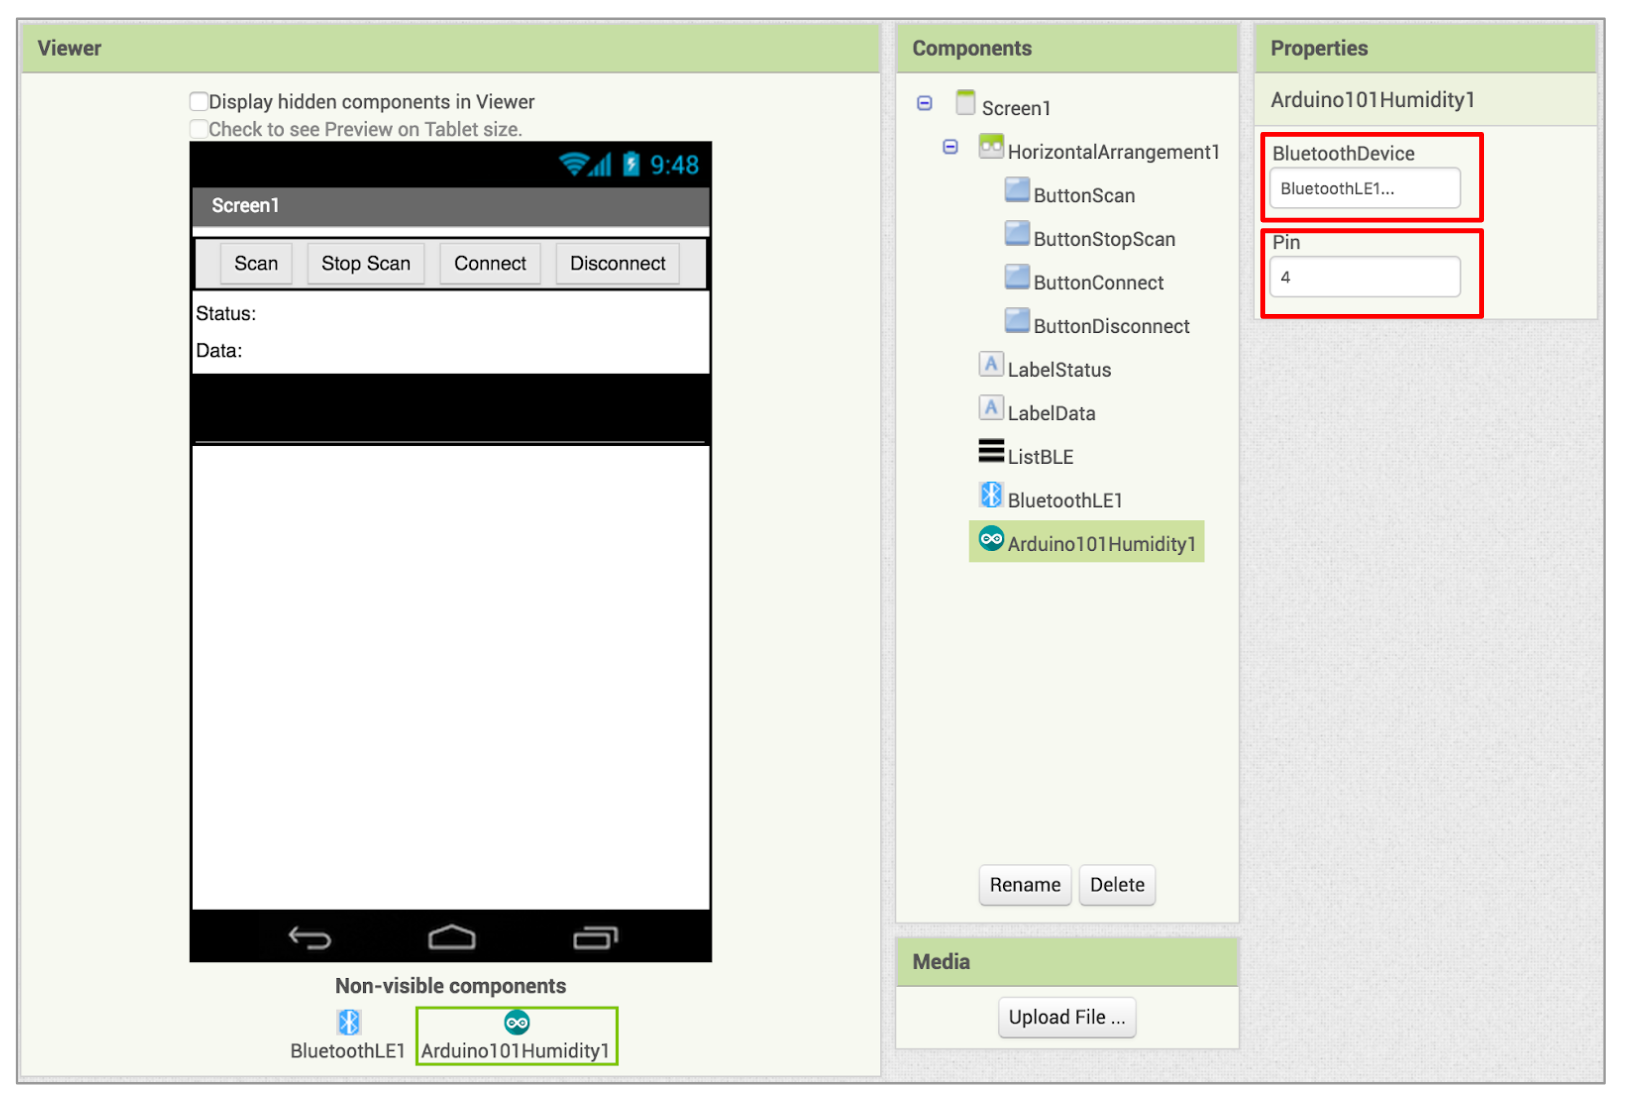 Viewer
Display hidden components in Viewer
Check to see Preview on Tablet size.
9:48
Screen1
Scan Stop Scan Connect Disconnect
Status:
Data:
Non-visible components
BluetoothLE1 Arduino101Humidity1
Components
Screen1
HorizontalArrangement1
ButtonScan
ButtonStopScan
ButtonConnect
ButtonDisconnect
A LabelStatus
A LabelData
ListBLE
BluetoothLE1
Arduino101Humidity1
Rename Delete
Media
Upload File ...
Properties
Arduino101Humidity1
BluetoothDevice
BluetoothLE1...
Pin
4